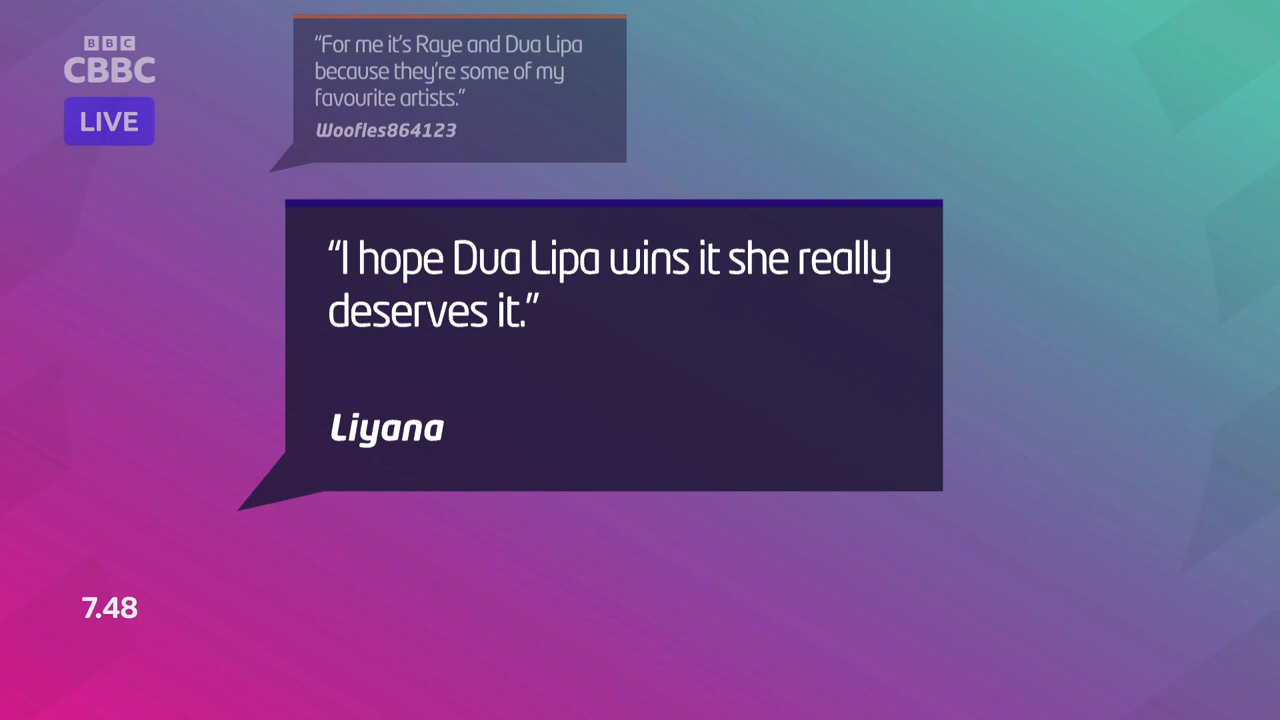 BBC
CBBC
LIVE
“For me it's Raye and Dua Lipa
because they're some of my
favourite artists.”
Woofles864123
“I hope Dua Lipa wins it she really
deserves it.”
Liyana
7.48